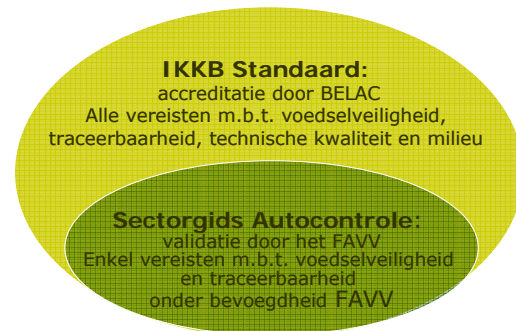 IKKB Standaard:
accreditatie door BELAC
Alle vereisten m.b.t. voedselveiligheid,
traceerbaarheid, technische kwaliteit en milieu
Sectorgids Autocontrole:
validatie door het FAVV
Enkel vereisten m.b.t. voedselveiligheid
en traceerbaarheid
onder bevoegdheid FAVV